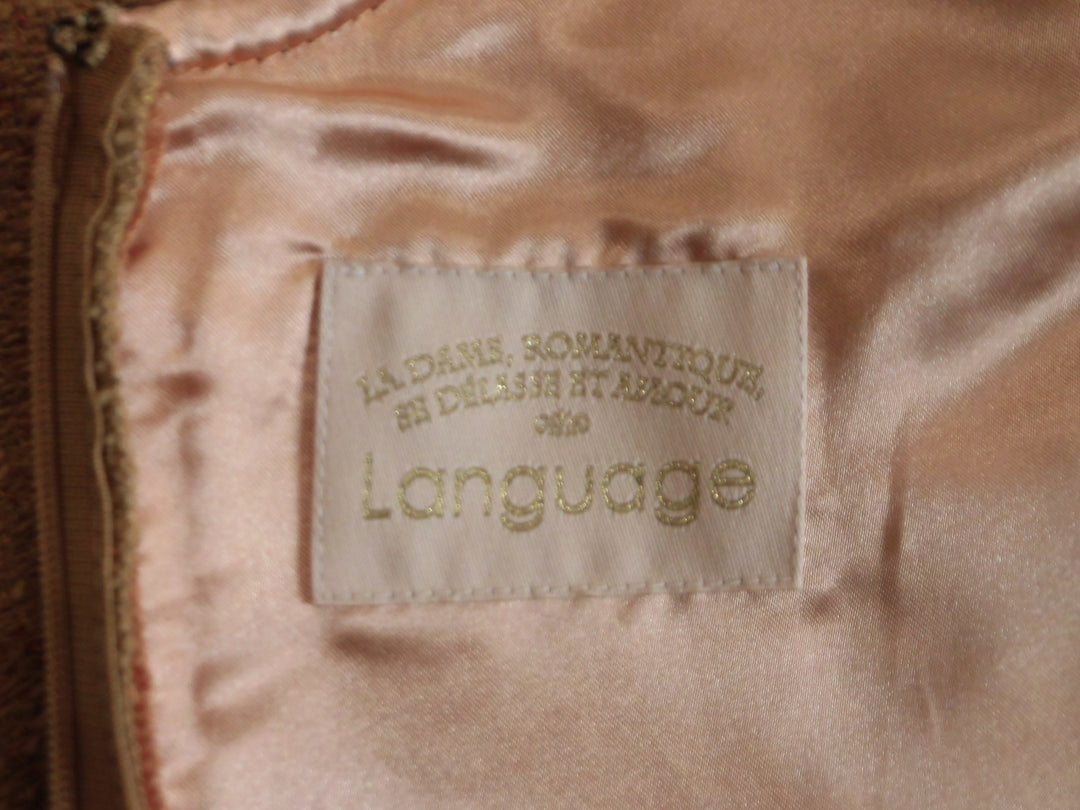 LA DAME, ROMANTIQUE,
SE DÉLASSE ET AMOUR
Language